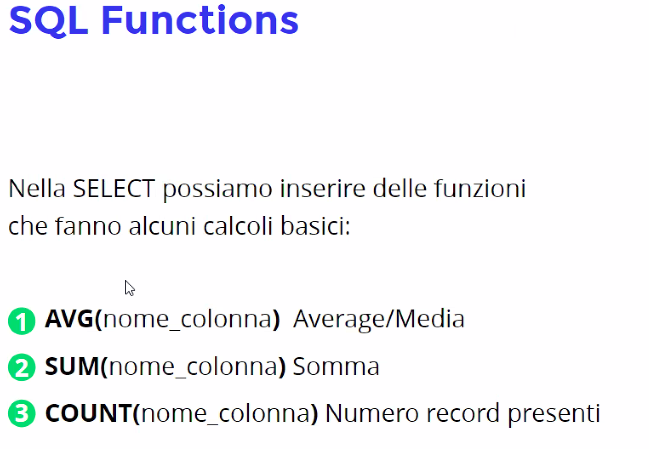 SQL Functions
Nella SELECT possiamo inserire delle funzioni
che fanno alcuni calcoli basici:
1 AVG(nome_colonna) Average/Media
2 SUM(nome_colonna) Somma
3 COUNT(nome_colonna) Numero record presenti